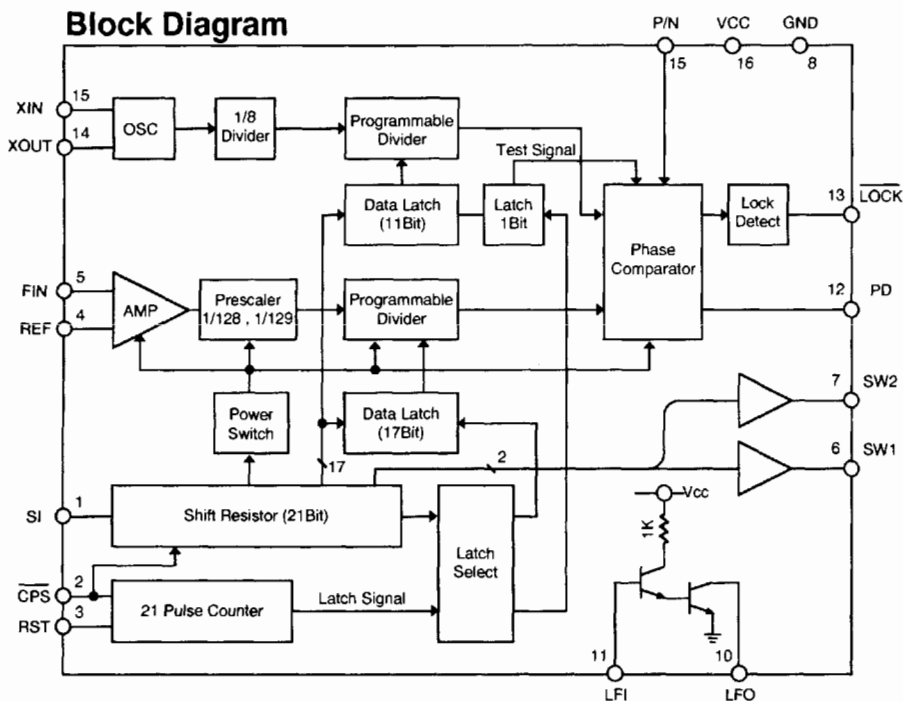 Block Diagram
P/N
VCC
GND
15
16
8
XIN
15
XOUT
14
OSC
1/8
Divider
Programmable
Divider
Test Signal
Data Latch
(11Bit)
Latch
1Bit
Phase
Comparator
Lock
Detect
13
LOCK
FIN
5
REF
4
AMP
Prescaler
1/128 , 1/129
Programmable
Divider
12
PD
Power
Switch
Data Latch
(17Bit)
17
2
7
SW2
6
SW1
SI
1
Shift Resistor (21Bit)
Latch
Select
Vcc
1K
CPS
2
RST
3
21 Pulse Counter
Latch Signal
11
10
LFI
LFO